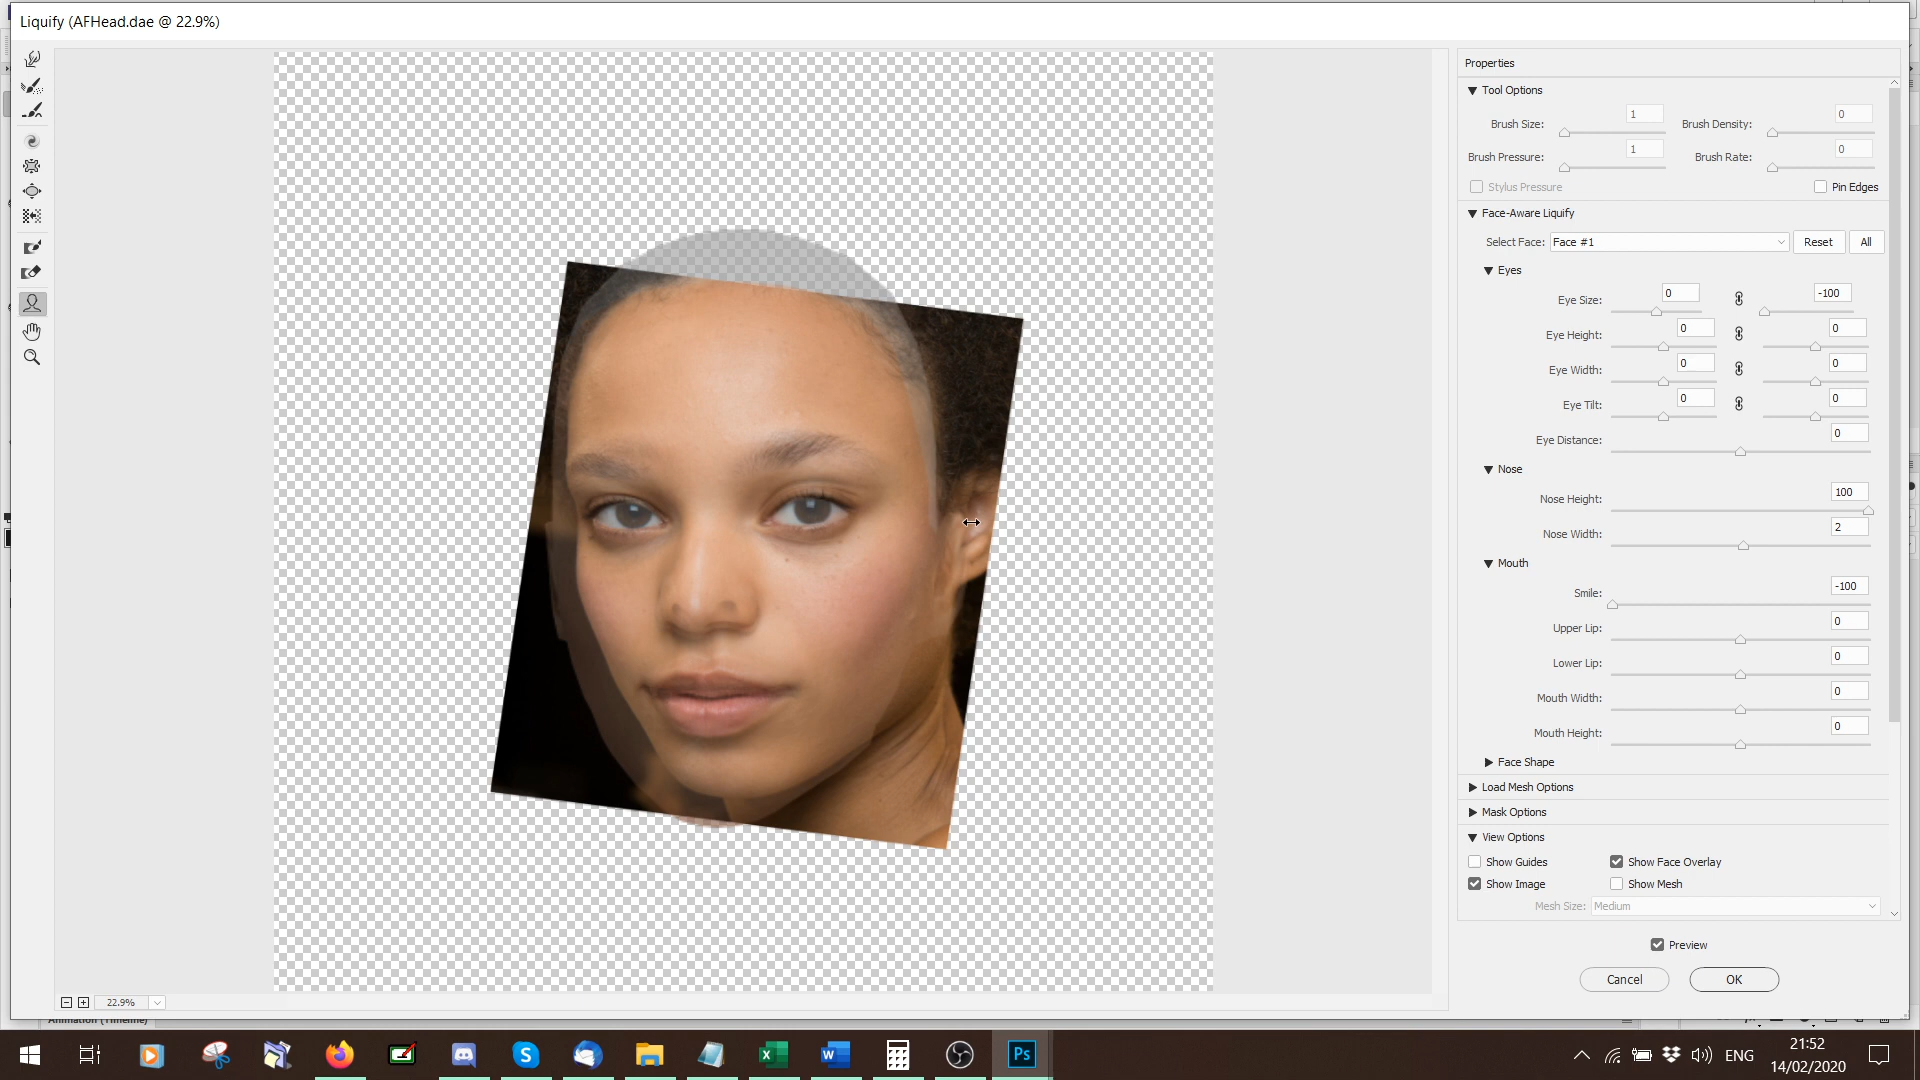 Liquify (AFHead.dae @ 22.9%)
Properties
Tool Options
Brush Size: 1 Brush Density: 0
Brush Pressure: 1 Brush Rate: 0
Stylus Pressure Pin Edges
Face-Aware Liquify
Select Face: Face #1 Reset All
Eyes
Eye Size: 0 -100
Eye Height: 0 0
Eye Width: 0 0
Eye Tilt: 0 0
Eye Distance: 0
Nose
Nose Height: 100
Nose Width: 2
Mouth
Smile: -100
Upper Lip: 0
Lower Lip: 0
Mouth Width: 0
Mouth Height: 0
Face Shape
Load Mesh Options
Mask Options
View Options
Show Guides Show Face Overlay
Show Image Show Mesh
Mesh Size: Medium
Preview
Cancel OK
22.9%
Animation (Timeline)
Ps
ENG
21:52
14/02/2020